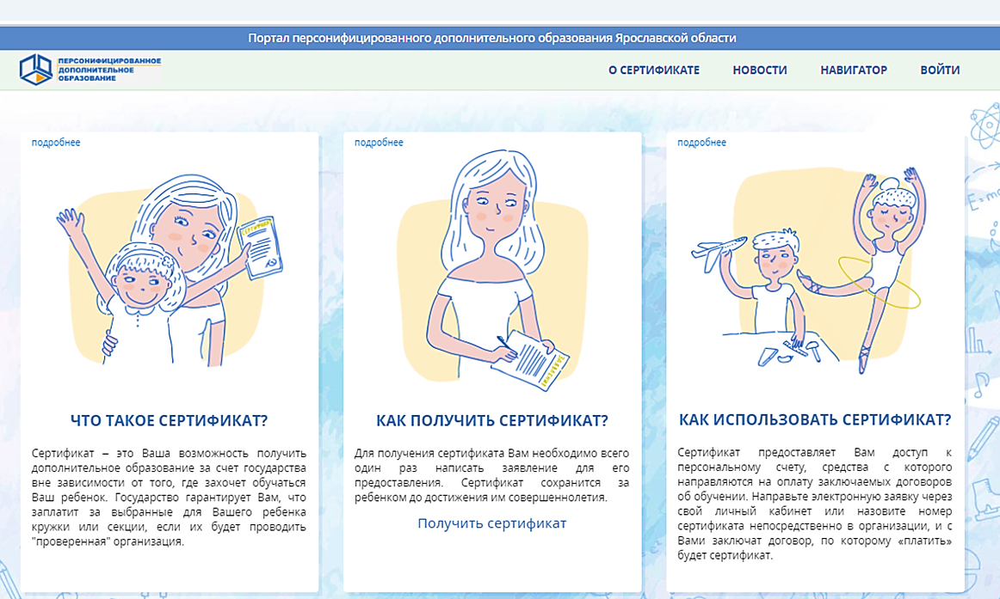 Портал персонифицированного дополнительного образования Ярославской области
ПЕРСОНИФИЦИРОВАННОЕ
ДОПОЛНИТЕЛЬНОЕ
ОБРАЗОВАНИЕ
О СЕРТИФИКАТЕ НОВОСТИ НАВИГАТОР ВОЙТИ
подробнее
СЕРТИФИКАТ
ЧТО ТАКОЕ СЕРТИФИКАТ?
Сертификат – это Ваша возможность получить
дополнительное образование за счет государства
вне зависимости от того, где захочет обучаться
Ваш ребенок. Государство гарантирует Вам, что
заплатит за выбранные для Вашего ребенка
кружки или секции, если их будет проводить
"проверенная" организация.
подробнее
ЗАЯВЛЕНИЕ
КАК ПОЛУЧИТЬ СЕРТИФИКАТ?
Для получения сертификата Вам необходимо всего
один раз написать заявление для его
предоставления. Сертификат сохранится за
ребенком до достижения им совершеннолетия.
Получить сертификат
подробнее
КАК ИСПОЛЬЗОВАТЬ СЕРТИФИКАТ?
Сертификат предоставляет Вам доступ к
персональному счету, средства с которого
направляются на оплату заключаемых договоров
об обучении. Направьте электронную заявку через
свой личный кабинет или назовите номер
сертификата непосредственно в организации, и с
Вами заключат договор, по которому «платить»
будет сертификат.